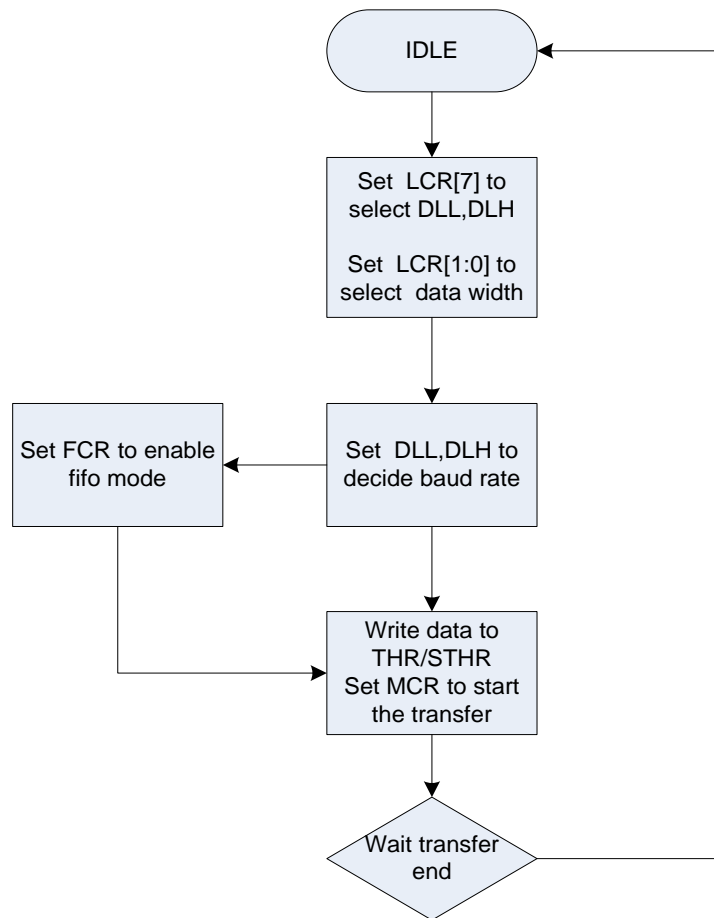 IDLE
Set LCR[7] to
select DLL,DLH
Set LCR[1:0] to
select data width
Set FCR to enable
fifo mode
Set DLL,DLH to
decide baud rate
Write data to
THR/STHR
Set MCR to start
the transfer
Wait transfer
end